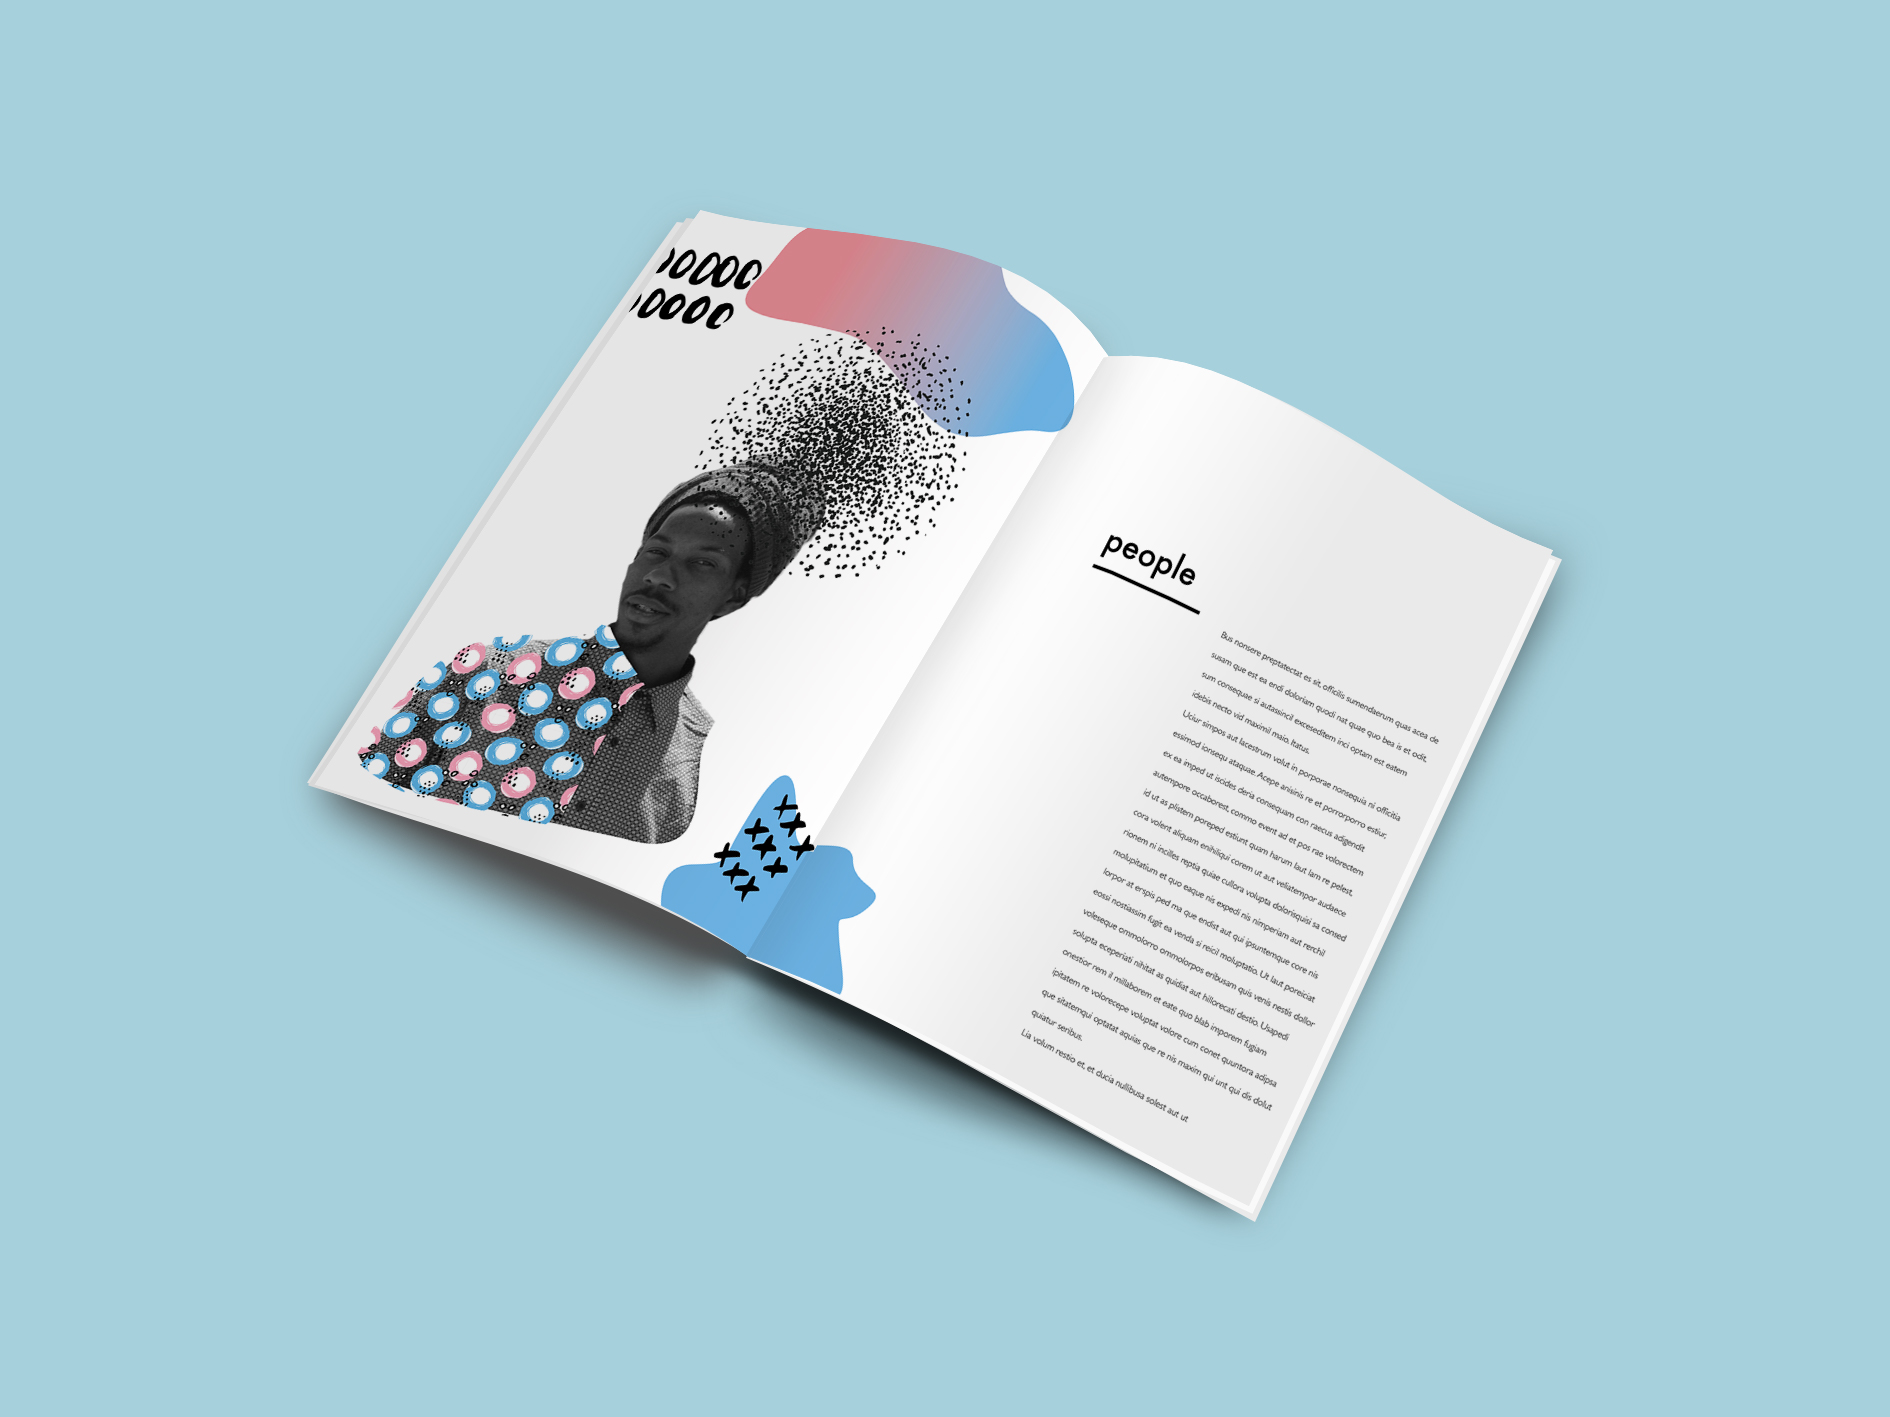 people
Bus nonsere preptatectat es sit, officilis sumendaerum quas acea de
susam que est ea endi doloriam quodi nat quae quo bea is et odit,
sum consequae si autassincil exceseditem inci optam est eatem
idebis necto vid maximil maio. Itatus.
Uciur simpos aut lacestrum volut in porporae nonsequia ni officitia
essimod ionsequ ataquae. Acepe arisinis re et porrorporro estiur,
ex ea imped ut iscides deria consequam con raecus adigendit
autempore occaborest, commo event ad et pos rae volorectem
id ut as plistem poreped estiunt quam harum laut lam re pelest,
cora volent aliquam enihiliqui corem ut aut veliatempor audaece
rionem ni incilles reptia quiae cullora volupta dolorisquisi sa consed
molupitatium et quo eaque nis expedi nis nimperiam aut rerchil
lorpor at erspis ped ma que endist aut qui ipsuntemque core nis
eossi nostiassim fugit ea venda si reicil moluptatio. Ut laut poreiciat
voleseque ommolorro ommolorpos eribusam quis venis nestis dollor
solupta eceperiati nihitat as quidiat aut hillorecati destio. Usapedi
onestior rem il millaborem et eate quo blab imporem fugiam
ipitatem re volorecepe voluptat volore cum conet quuntora adipsa
que sitatemqui optatat aquias que re nis maxim qui unt qui dis dolut
quiatur seribus.
Lia volum restio et, et ducia nullibusa solest aut ut